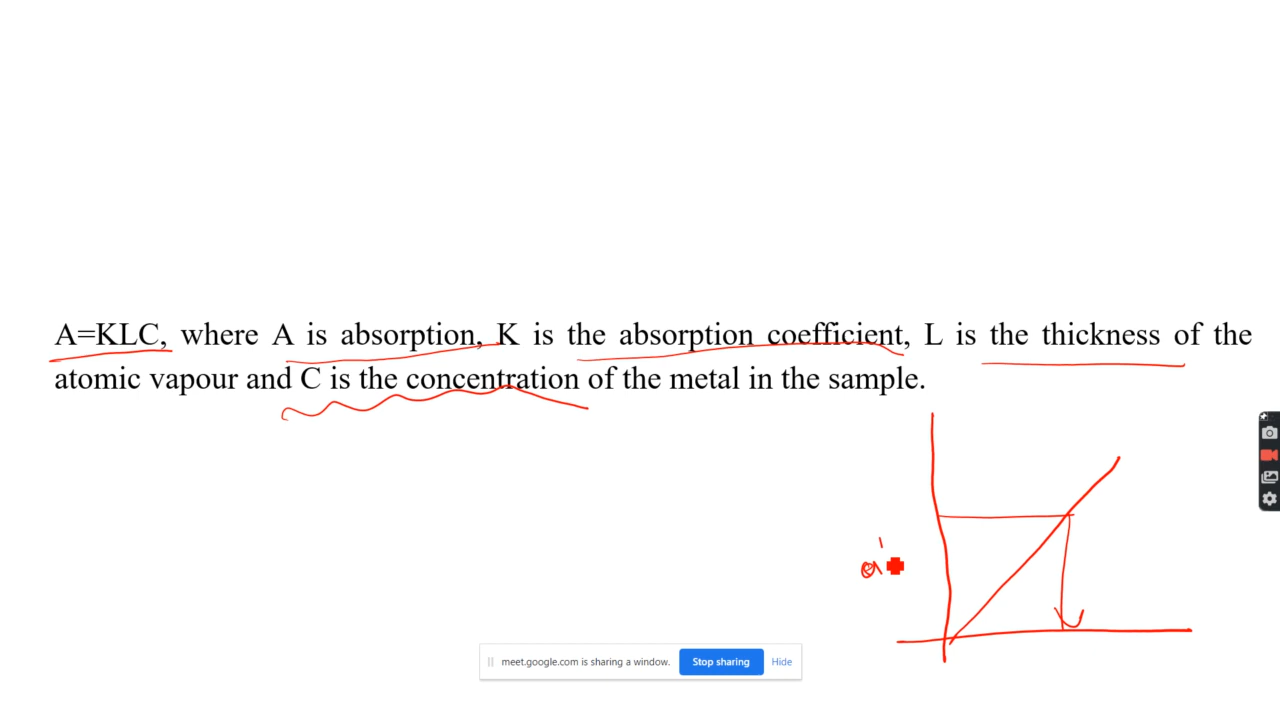 A=KLC, where A is absorption, K is the absorption coefficient, L is the thickness of the
atomic vapour and C is the concentration of the metal in the sample.
meet.google.com is sharing a window. Stop sharing Hide